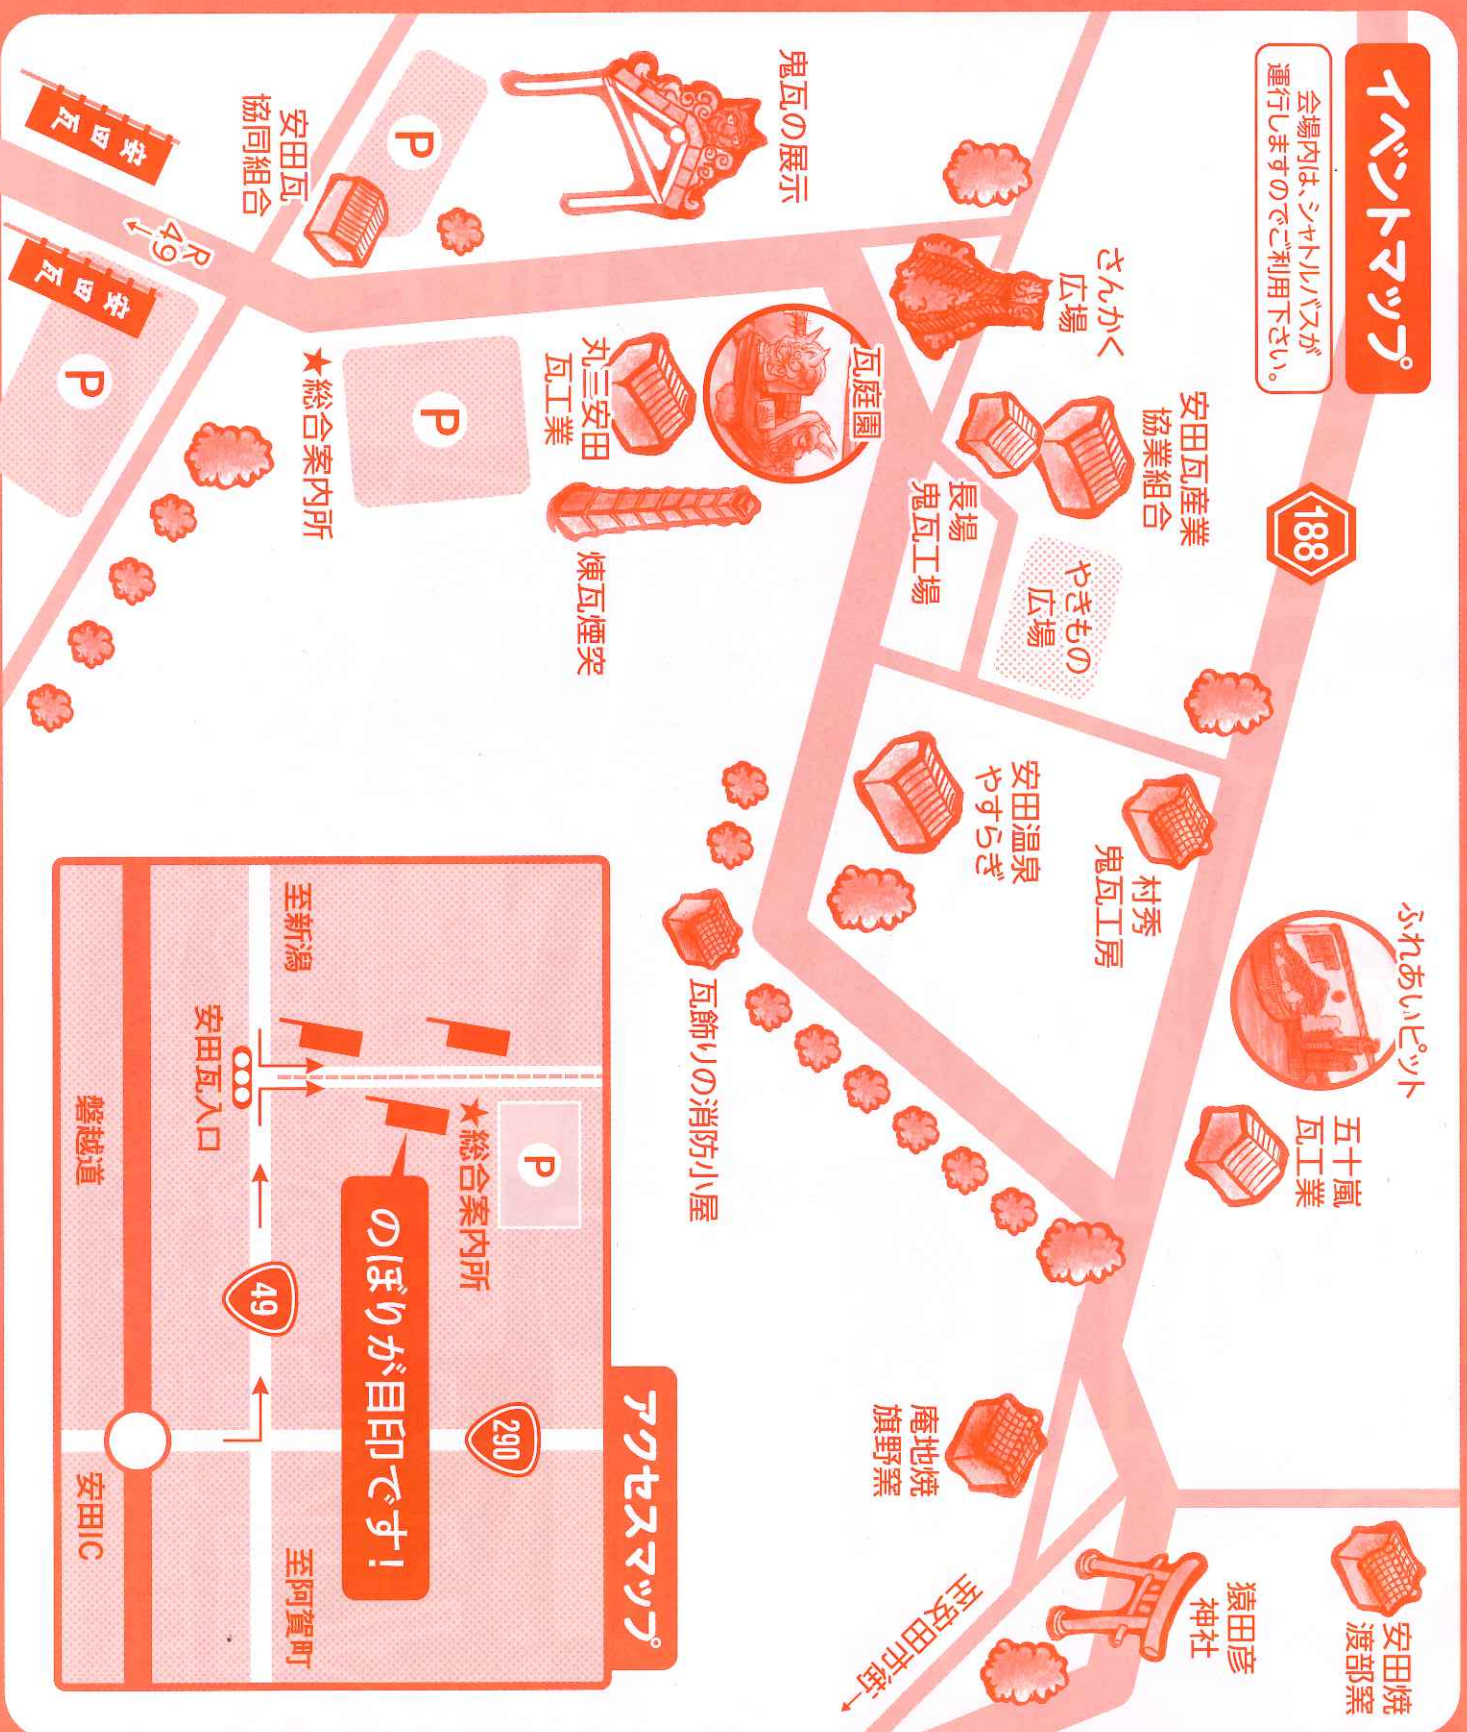 イベントマップ
会場内は、シャトルバスが
運行しますのでご利用下さい。
188
鬼瓦の展示
さんかく
広場
安田瓦産業
協業組合
やきもの
広場
長場
鬼瓦工場
瓦庭園
丸三安田
瓦工業
煉瓦煙突
安田瓦
協同組合
P
安田瓦
安田瓦
R
49
P
P
★総合案内所
安田温泉
やすらぎ
村秀
鬼瓦工房
ふれあいピット
五十嵐
瓦工業
瓦飾りの消防小屋
庵地焼
旗野窯
猿田彦
神社
安田焼
渡部窯
至安田市街→
アクセスマップ
290
P
★総合案内所
のぼりが目印です!
至新潟
49
至阿賀町
安田瓦入口
磐越道
安田IC